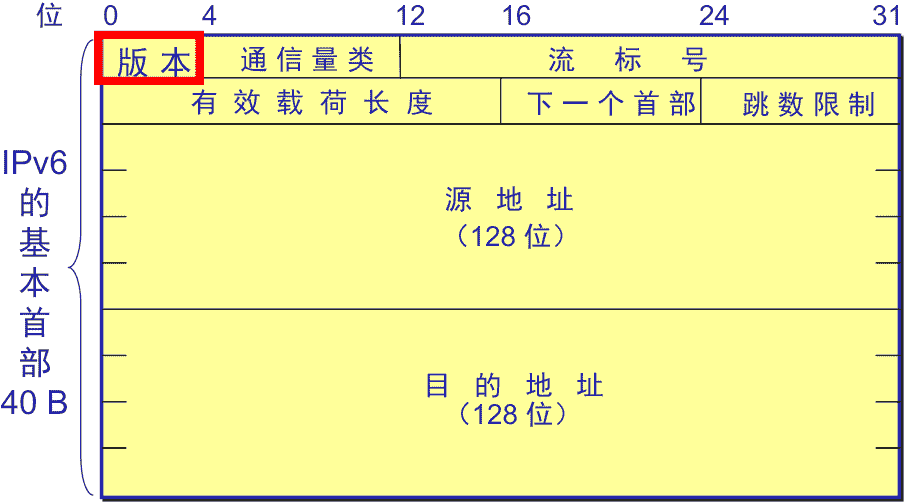 位 0 4 12 16 24 31
版本 通信量类 流标号
有效载荷长度 下一个首部 跳数限制
IPv6
的
基
本
首
部
40 B
源地址
（128 位）
目的地址
（128 位）